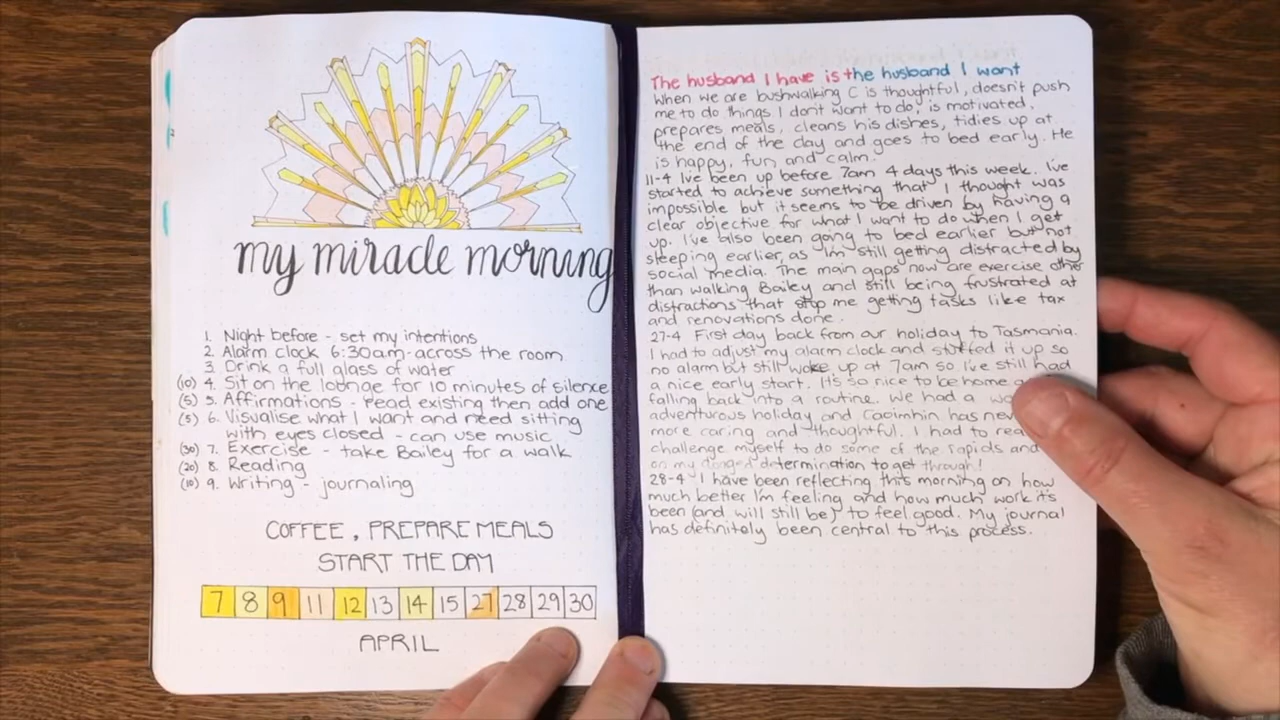 my miracle morning
1. Night before - set my intentions
2. Alarm clock 6:30am - across the room
3. Drink a full glass of water
(10) 4. Sit on the lounge for 10 minutes of silence
(5) 5. Affirmations - read existing then add one
(5) 6. Visualise what I want and need sitting
with eyes closed - can use music
(30) 7. Exercise - take Bailey for a walk
(20) 8. Reading
(10) 9. Writing - journaling
COFFEE, PREPARE MEALS
START THE DAY
7 8 9 11 12 13 14 15 27 28 29 30
APRIL
The husband I have is the husband I want
When we are bushwalking C is thoughtful, doesn't push
me to do things I don't want to do, is motivated,
prepares meals, cleans his dishes, tidies up at
the end of the day and goes to bed early. He
is happy, fun and calm.
11-4 I've been up before 7am 4 days this week. I've
started to achieve something that I thought was
impossible but it seems to be driven by having a
clear objective for what I want to do when I get
up. I've also been going to bed earlier but not
sleeping earlier, as I'm still getting distracted by
social media. The main gaps now are exercise other
than walking Bailey and still being frustrated at
distractions that stop me getting tasks like tax
and renovations done.
27-4 First day back from our holiday to Tasmania.
I had to adjust my alarm clock and stuffed it up so
no alarm but still woke up at 7am so I've still had
a nice early start. It's so nice to be home a
falling back into a routine. We had a w
adventurous holiday and Caoimhin has nev
more caring and thoughtful. I had to rea
challenge myself to do some of the rapids and
on my dogged determination to get through!
28-4 I have been reflecting this morning on how
much better I'm feeling and how much work it's
been (and will still be) to feel good. My journal
has definitely been central to this process.